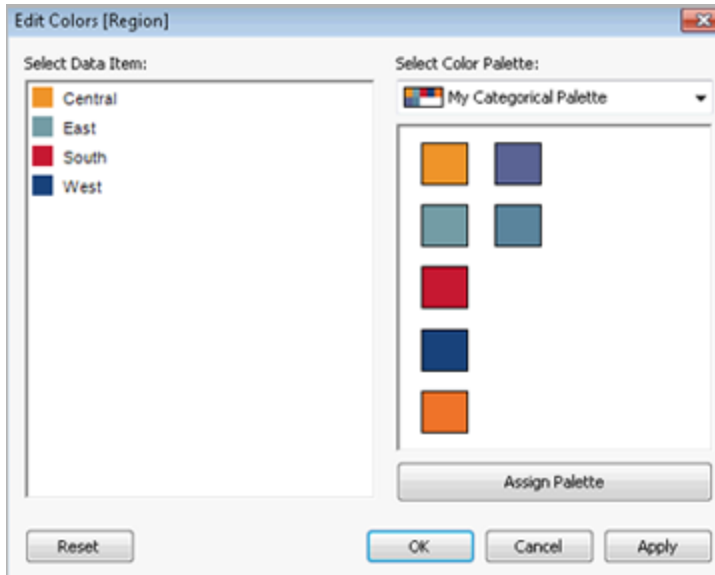 Edit Colors [Region]
Select Data Item:
Central
East
South
West
Select Color Palette:
My Categorical Palette
Assign Palette
Reset
OK
Cancel
Apply